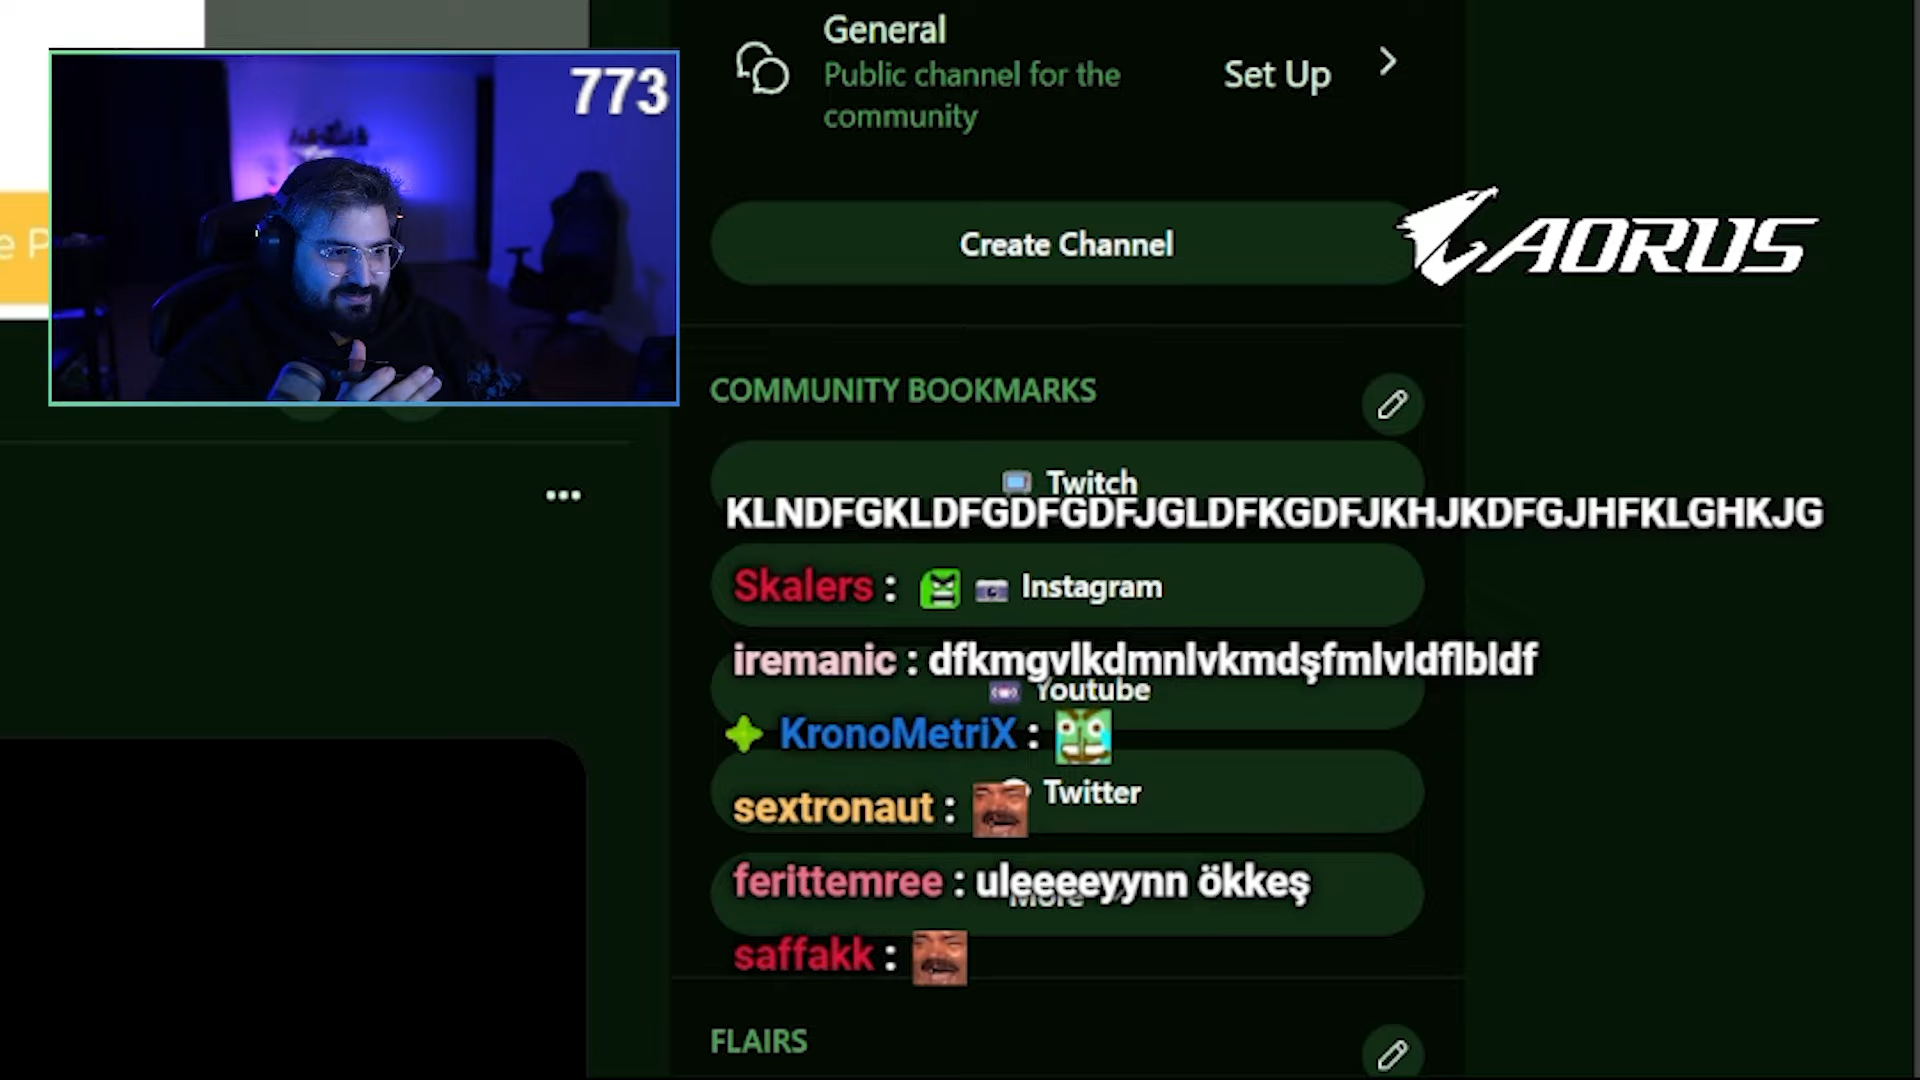 773
General
Public channel for the
community
Set Up
e P
Create Channel
AORUS
COMMUNITY BOOKMARKS
Twitch
KLNDFGKLDFGDFGDFJGLDFKGDFJKHJKDFGJHFKLGHKJG
Skalers :
Instagram
iremanic : dfkmgvlkdmnlvkmdşfmlvldflbldf
Youtube
KronoMetriX :
sextronaut :
Twitter
ferittemree : uleeeeyynn ökkeş
More
saffakk :
FLAIRS